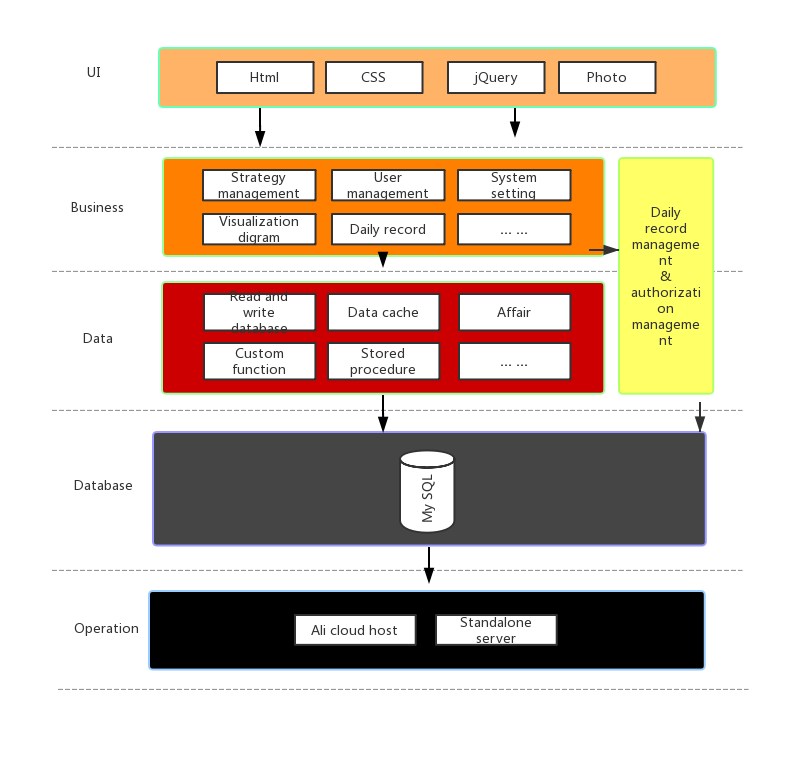 UI
Html
CSS
jQuery
Photo
Business
Strategy
management
User
management
System
setting
Visualization
digram
Daily record
... ...
Daily
record
manageme
nt
&
authorizati
on
manageme
nt
Data
Read and
write
database
Data cache
Affair
Custom
function
Stored
procedure
... ...
Database
My SQL
Operation
Ali cloud host
Standalone
server